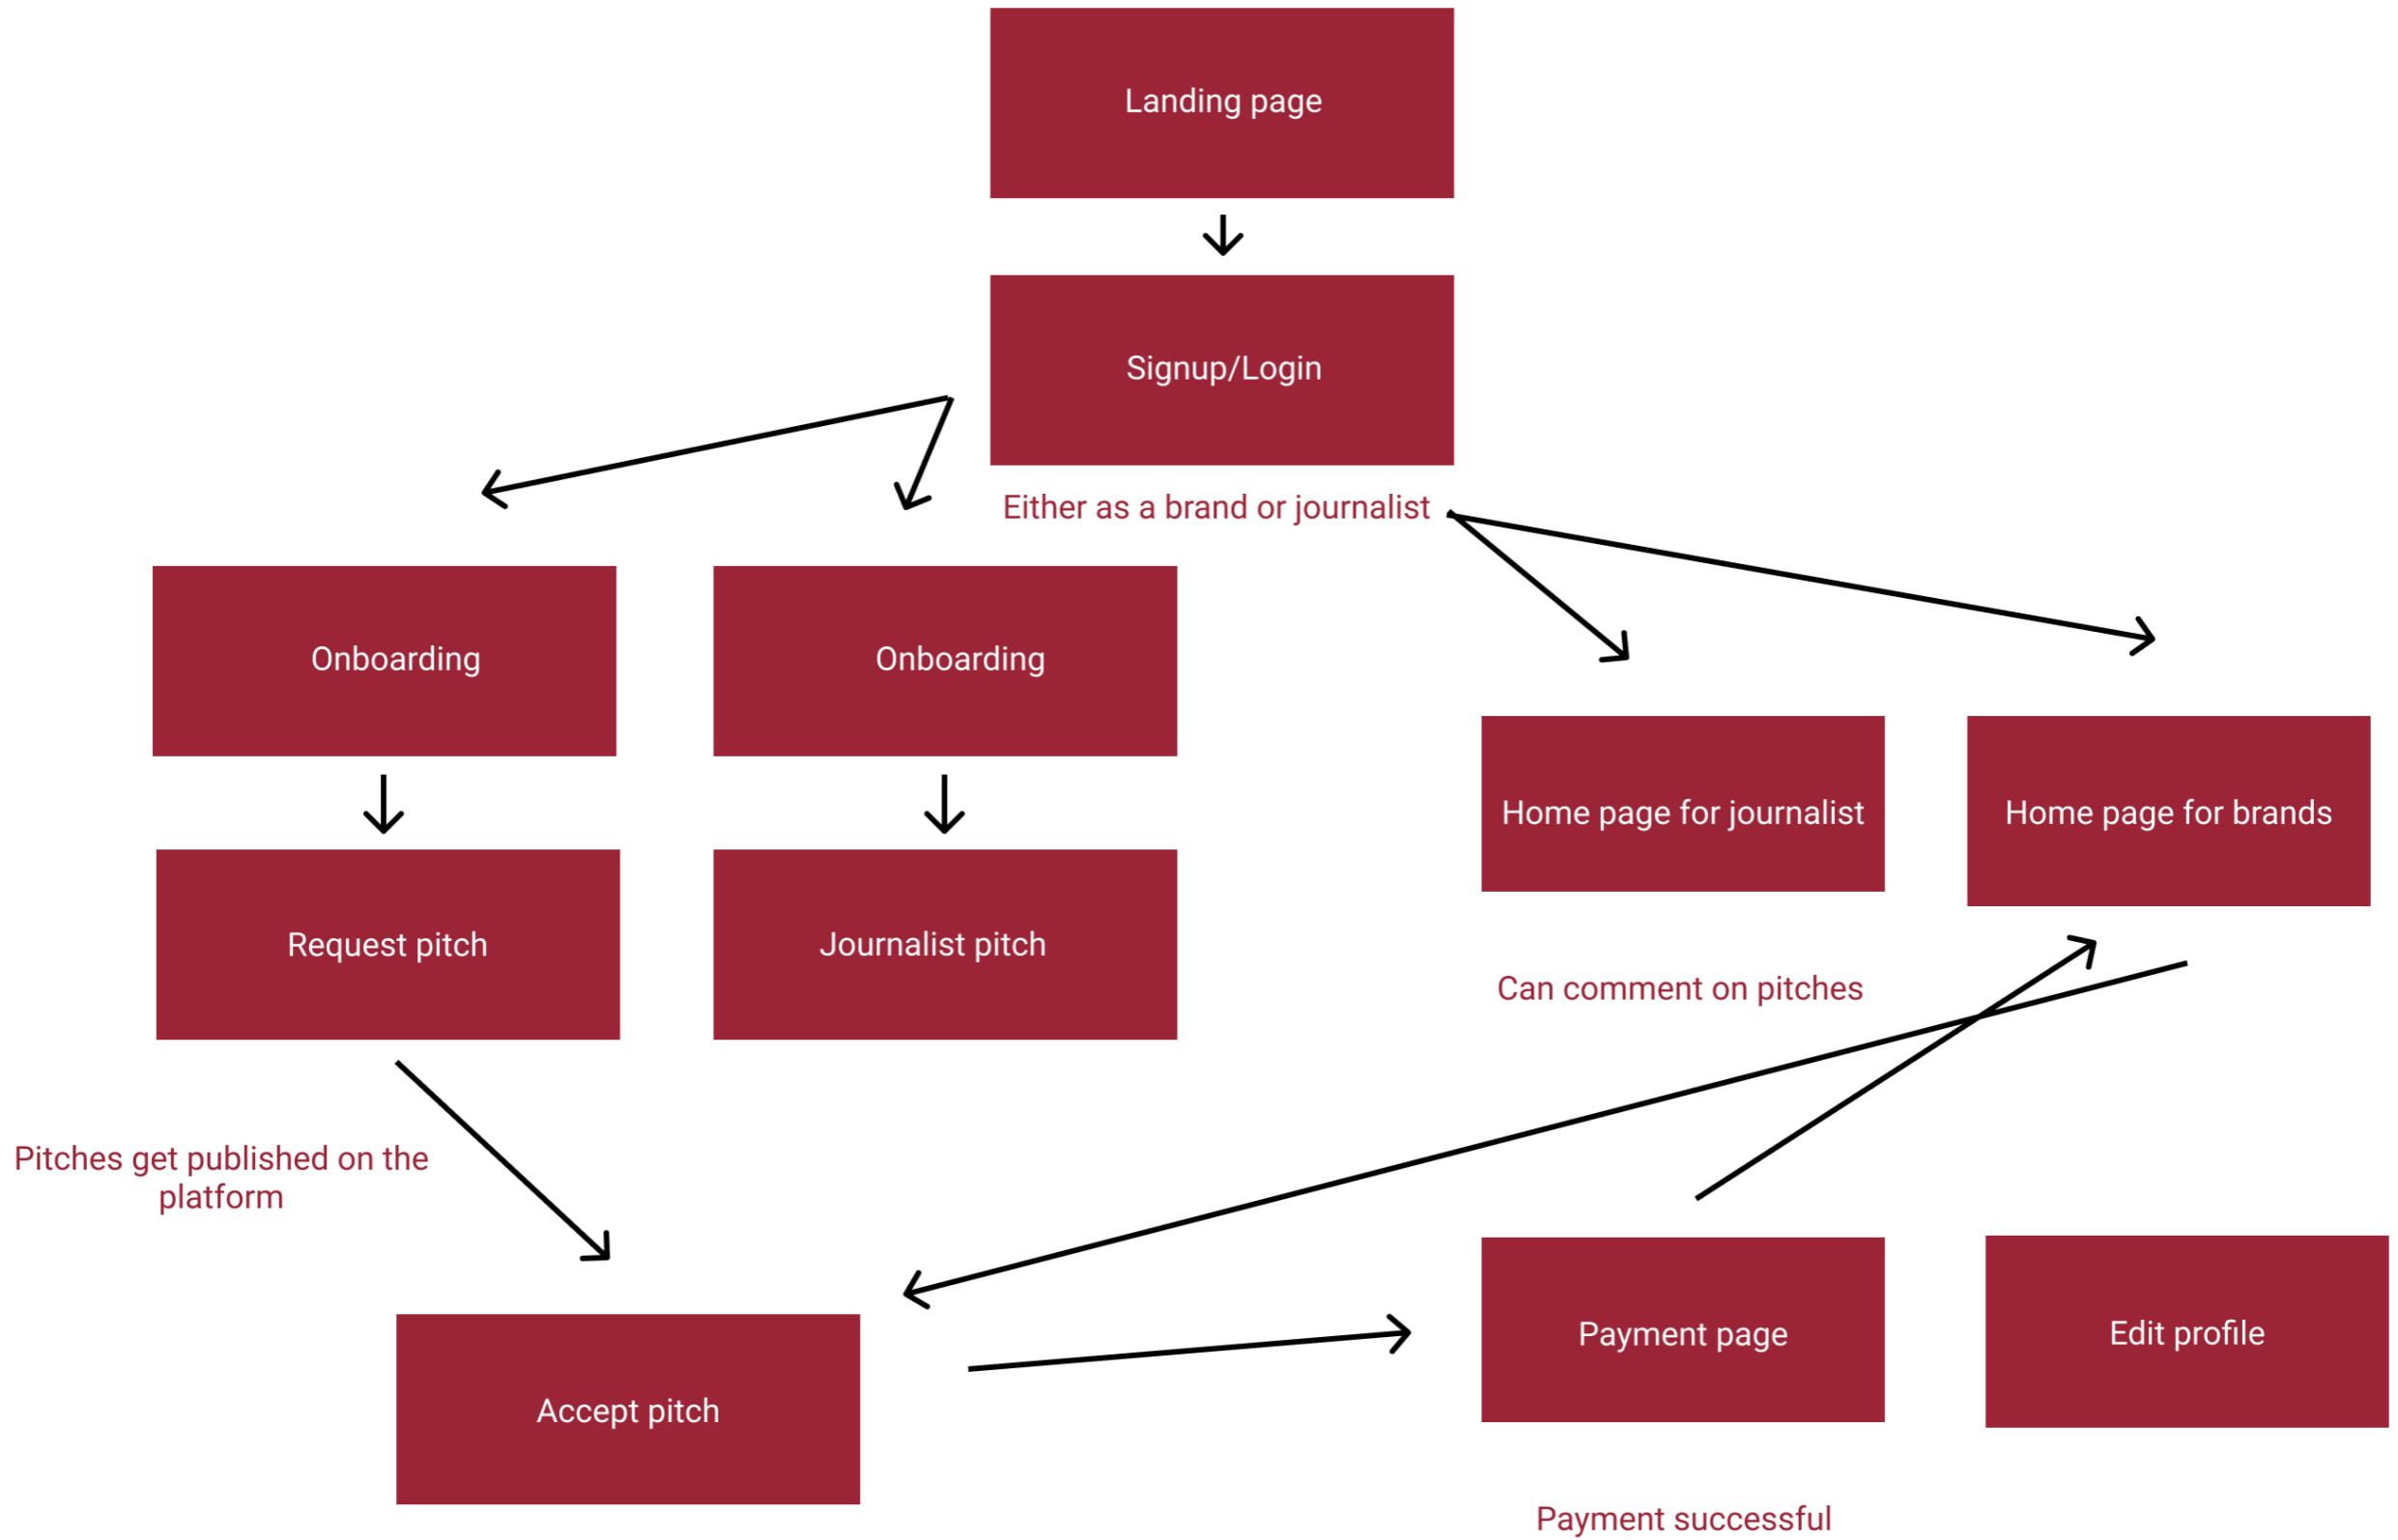 Landing page
Signup/Login
Either as a brand or journalist
Onboarding
Onboarding
Home page for journalist
Home page for brands
Request pitch
Journalist pitch
Can comment on pitches
Pitches get published on the
platform
Accept pitch
Payment page
Edit profile
Payment successful